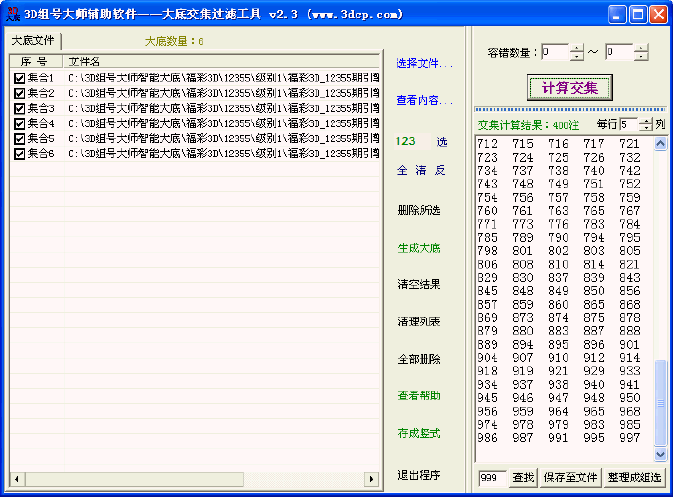 3D组号大师辅助软件——大底交集过滤工具 v2.3 (www.3dcp.com)
大底文件
大底数量：6
序 号 文件名
集合1 C:\3D组号大师智能大底\福彩3D\12355\级别1\福彩3D_12355期引
集合2 C:\3D组号大师智能大底\福彩3D\12355\级别1\福彩3D_12355期引
集合3 C:\3D组号大师智能大底\福彩3D\12355\级别1\福彩3D_12355期引
集合4 C:\3D组号大师智能大底\福彩3D\12355\级别1\福彩3D_12355期引
集合5 C:\3D组号大师智能大底\福彩3D\12355\级别1\福彩3D_12355期引
集合6 C:\3D组号大师智能大底\福彩3D\12355\级别1\福彩3D_12355期引
选择文件...
查看内容...
123 选
全 清 反
删除所选
生成大底
清空结果
清理列表
全部删除
查看帮助
存成竖式
退出程序
容错数量：0 ～ 0
计算交集
交集计算结果：400注 每行 5 列
712 715 716 717 721
723 724 725 726 732
734 737 738 740 742
743 748 749 751 752
754 756 757 758 759
760 761 763 765 767
771 773 776 783 784
785 789 790 794 795
798 801 802 803 805
806 808 810 814 821
829 830 837 839 843
845 848 849 850 856
857 859 860 865 868
869 873 874 875 878
879 880 883 887 888
889 894 895 896 901
904 907 910 912 914
918 919 921 929 933
934 937 938 940 941
945 946 947 948 950
956 959 964 965 968
974 978 979 983 985
986 987 991 995 997
999 查找 保存至文件 整理成组选